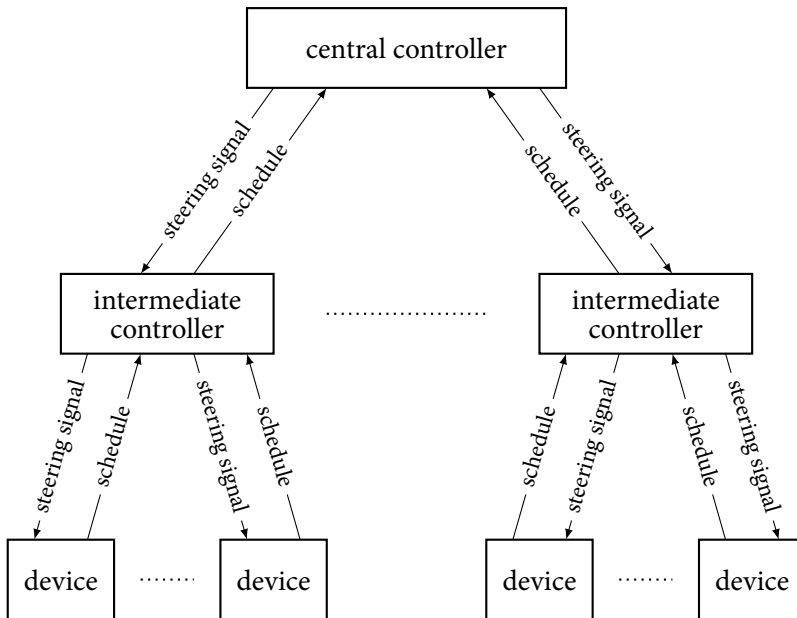 central controller
steering signal
schedule
schedule
steering signal
intermediate
controller
intermediate
controller
steering signal
schedule
steering signal
schedule
schedule
steering signal
schedule
steering signal
device
device
device
device